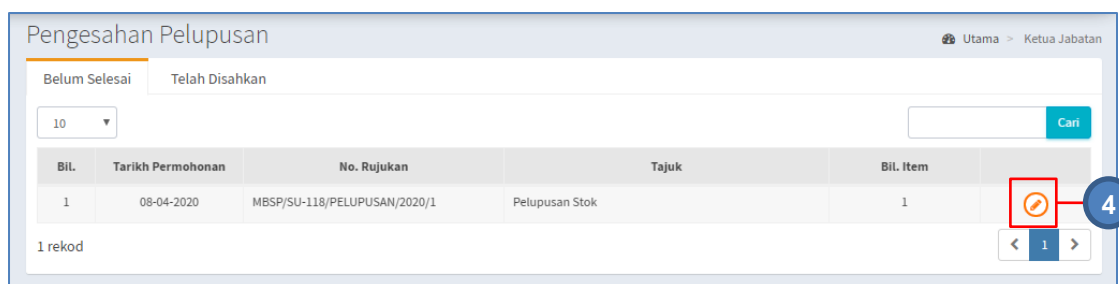 Pengesahan Pelupusan
Utama > Ketua Jabatan
Belum Selesai Telah Disahkan
10
Cari
Bil. Tarikh Permohonan No. Rujukan Tajuk Bil. Item
1 08-04-2020 MBSP/SU-118/PELUPUSAN/2020/1 Pelupusan Stok 1
4
1 rekod
< 1 >